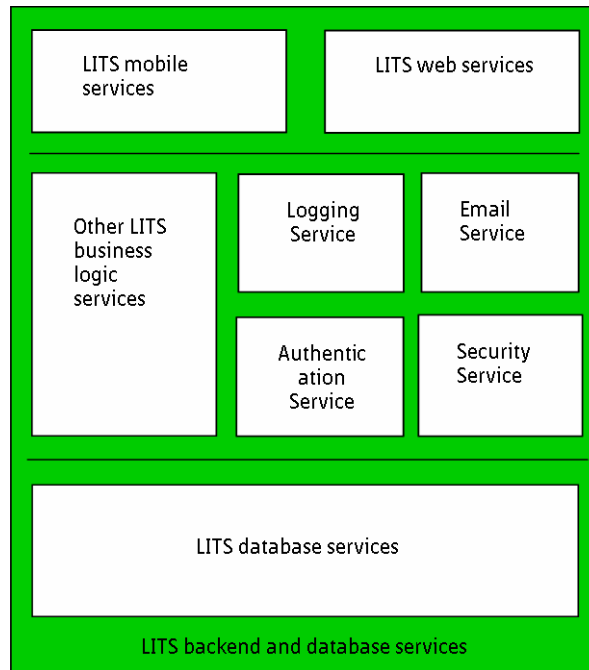 LITS mobile
services
LITS web services
Other LITS
business
logic
services
Logging
Service
Email
Service
Authentic
ation
Service
Security
Service
LITS database services
LITS backend and database services